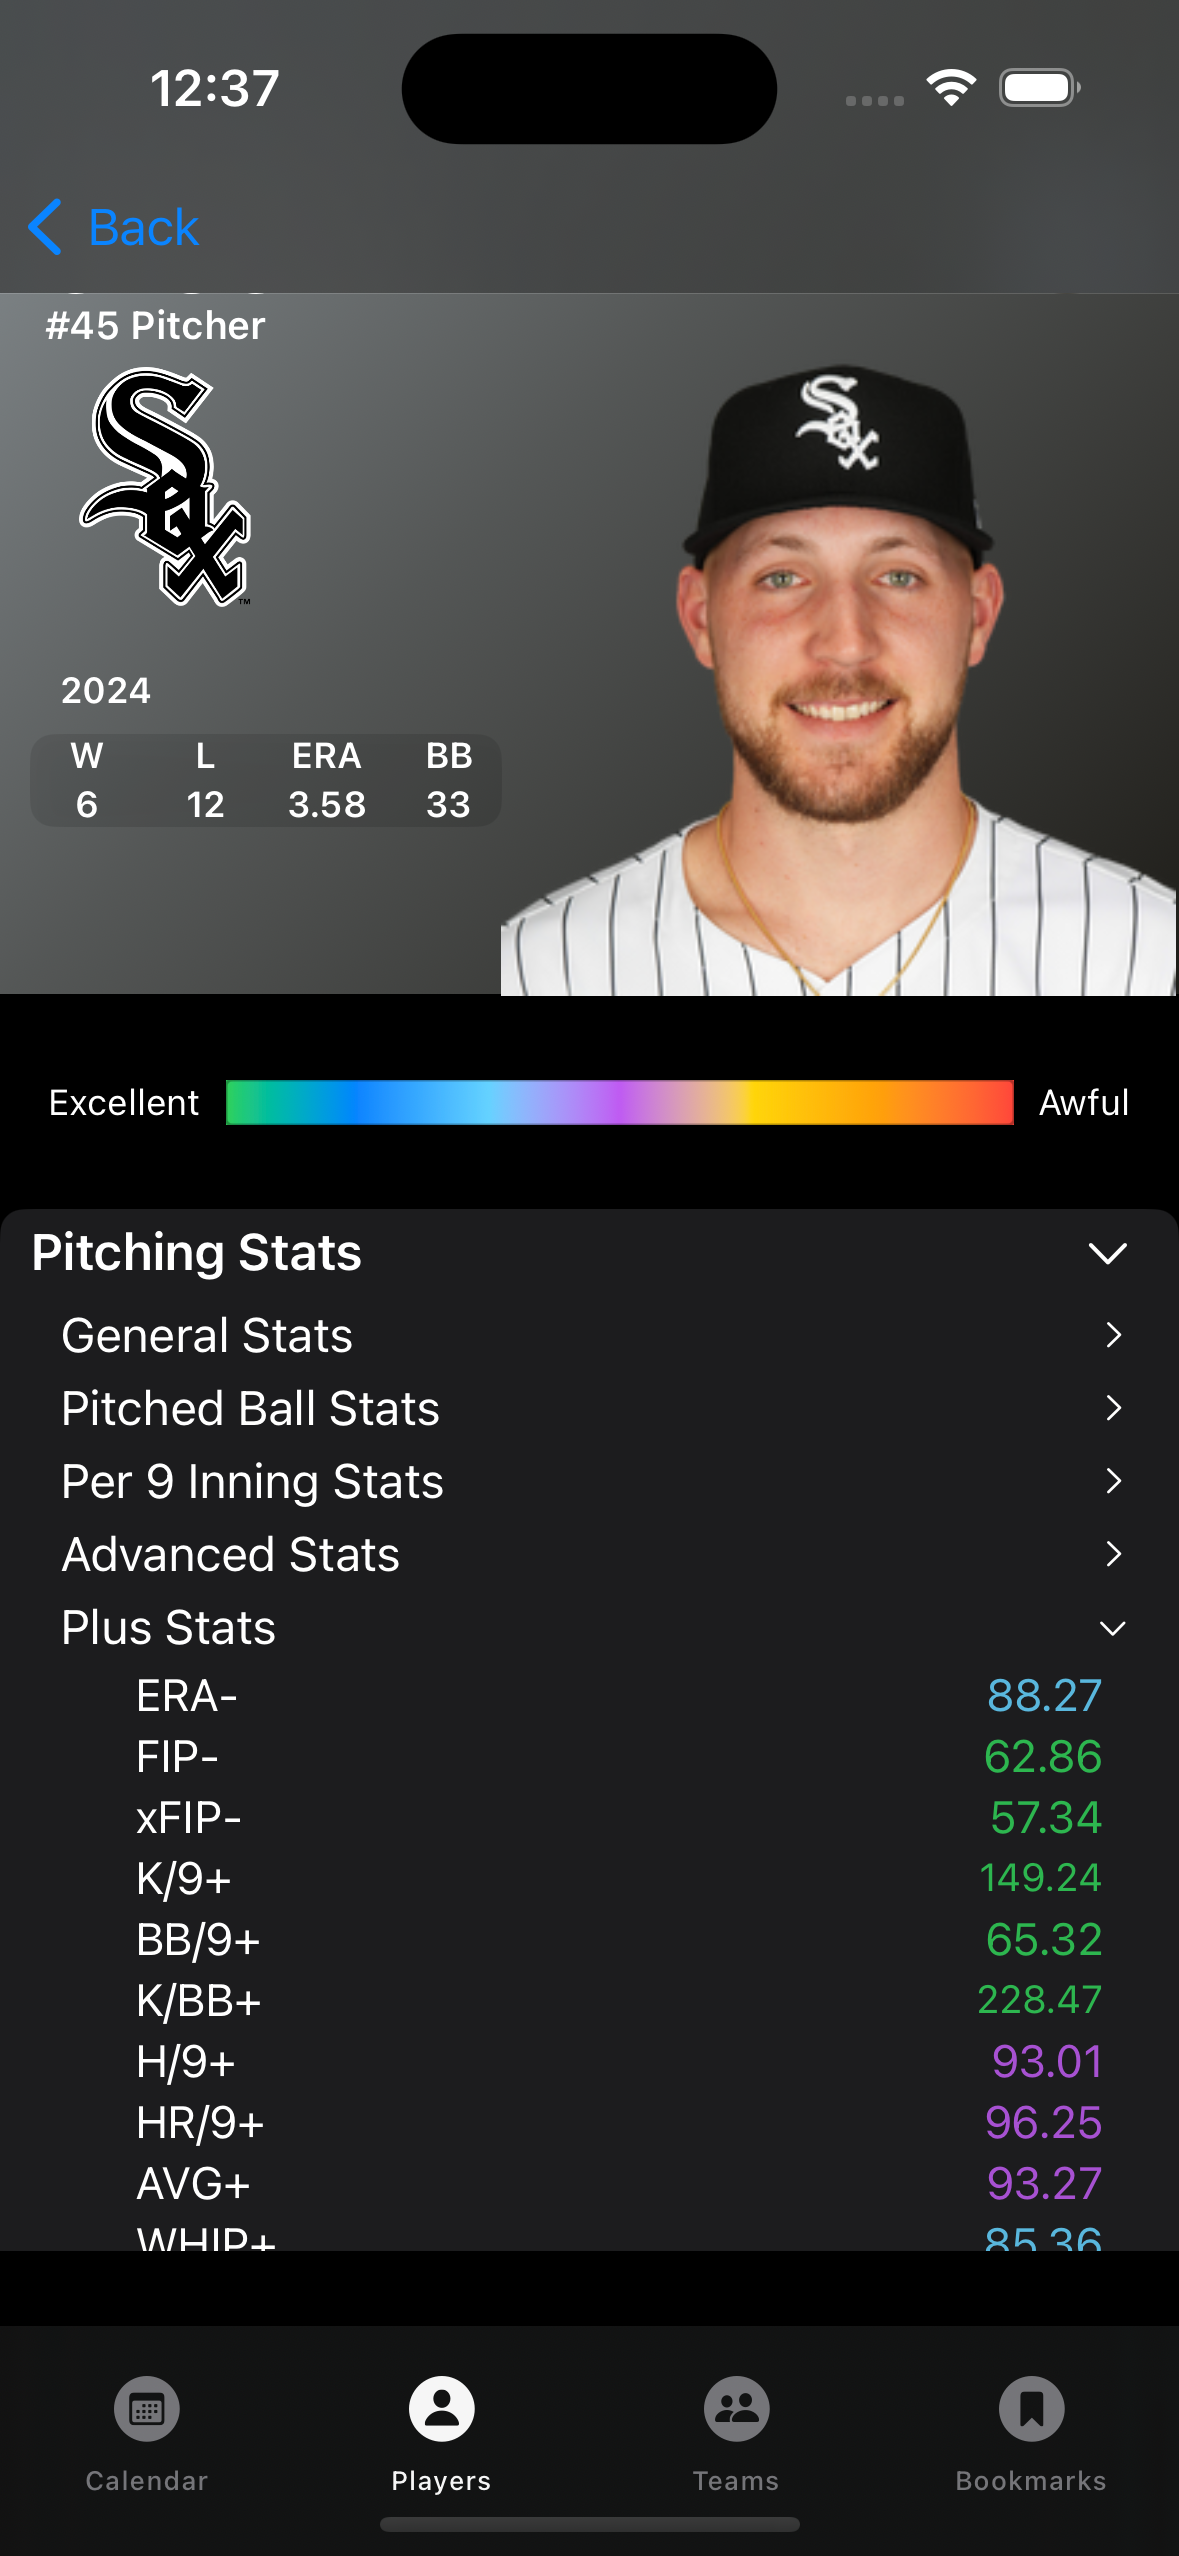 12:37
Back
#45 Pitcher
Sox
TM
2024
W L ERA BB
6 12 3.58 33
Sox
Excellent Awful
Pitching Stats
General Stats
Pitched Ball Stats
Per 9 Inning Stats
Advanced Stats
Plus Stats
ERA- 88.27
FIP- 62.86
xFIP- 57.34
K/9+ 149.24
BB/9+ 65.32
K/BB+ 228.47
H/9+ 93.01
HR/9+ 96.25
AVG+ 93.27
WHIP+ 85.36
Calendar Players Teams Bookmarks